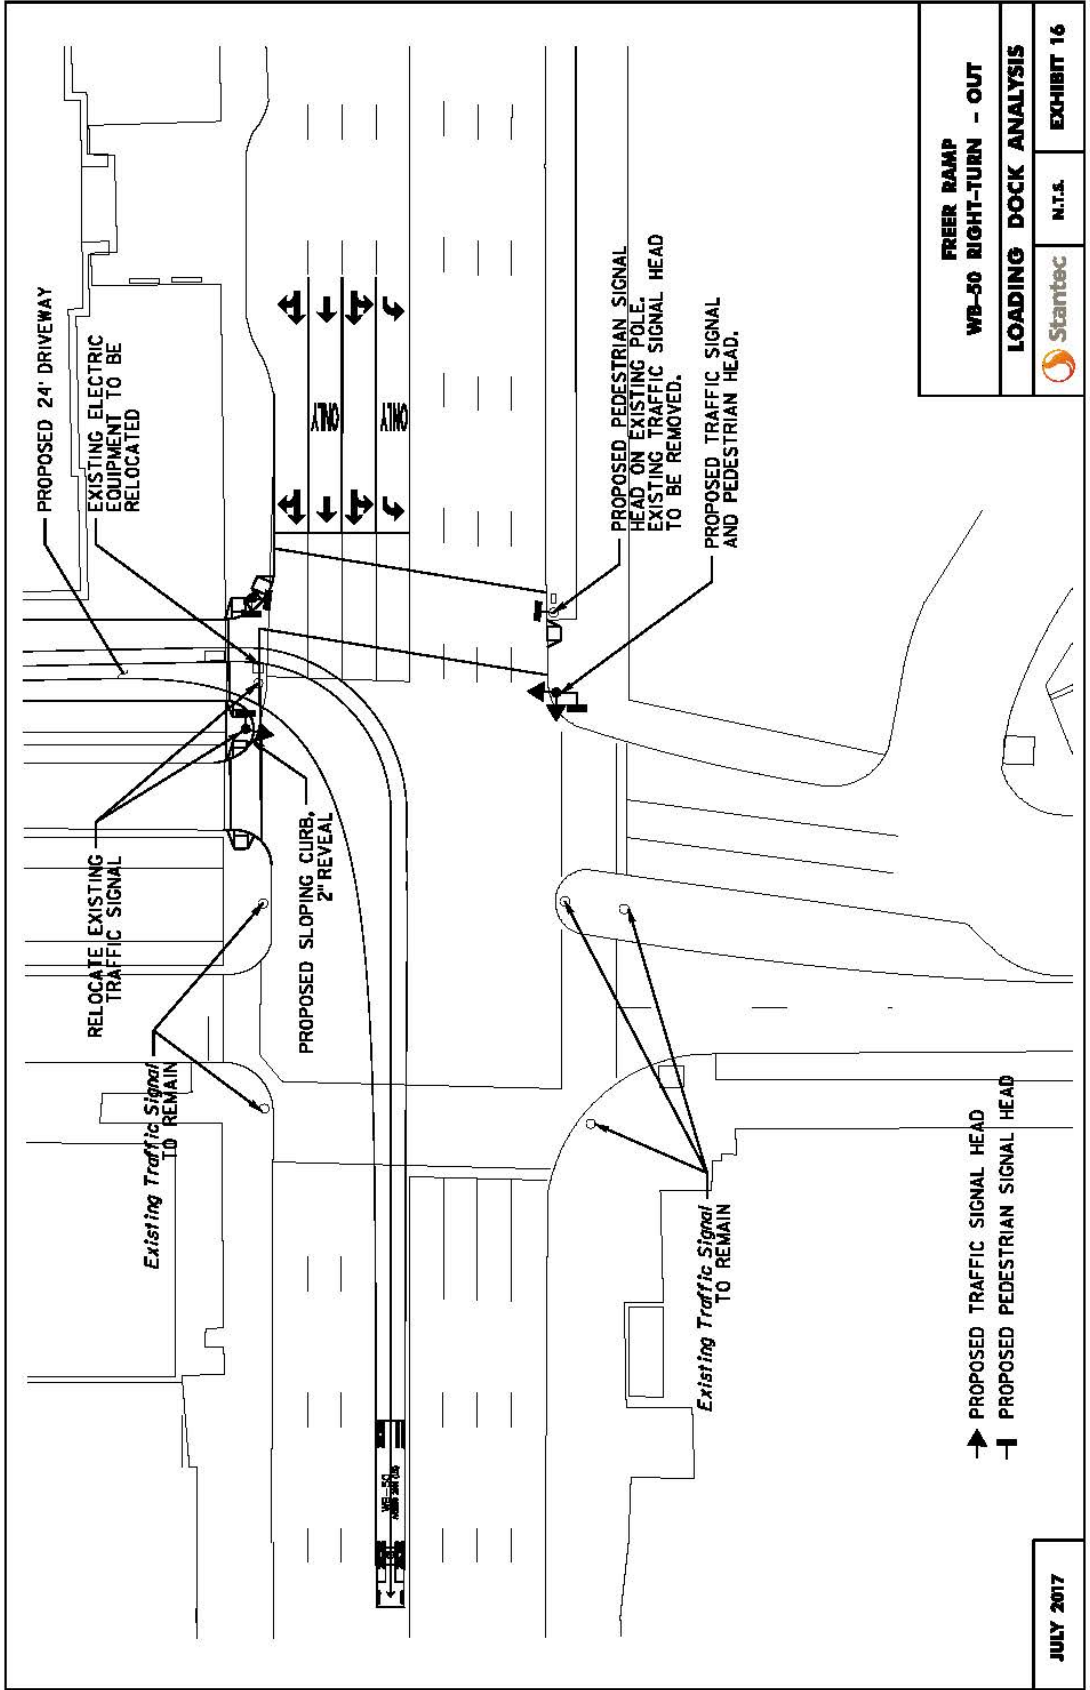 PROPOSED 24' DRIVEWAY
EXISTING ELECTRIC
EQUIPMENT TO BE
RELOCATED
RELOCATE EXISTING
TRAFFIC SIGNAL
Existing Traffic Signal
TO REMAIN
PROPOSED SLOPING CURB,
2" REVEAL
ONLY
ONLY
PROPOSED PEDESTRIAN SIGNAL
HEAD ON EXISTING POLE.
EXISTING TRAFFIC SIGNAL HEAD
TO BE REMOVED.
PROPOSED TRAFFIC SIGNAL
AND PEDESTRIAN HEAD.
WB-50
Existing Traffic Signal
TO REMAIN
PROPOSED TRAFFIC SIGNAL HEAD
PROPOSED PEDESTRIAN SIGNAL HEAD
JULY 2017
FREER RAMP
WB-50 RIGHT-TURN - OUT
LOADING DOCK ANALYSIS
Stantec
N.T.S.
EXHIBIT 16